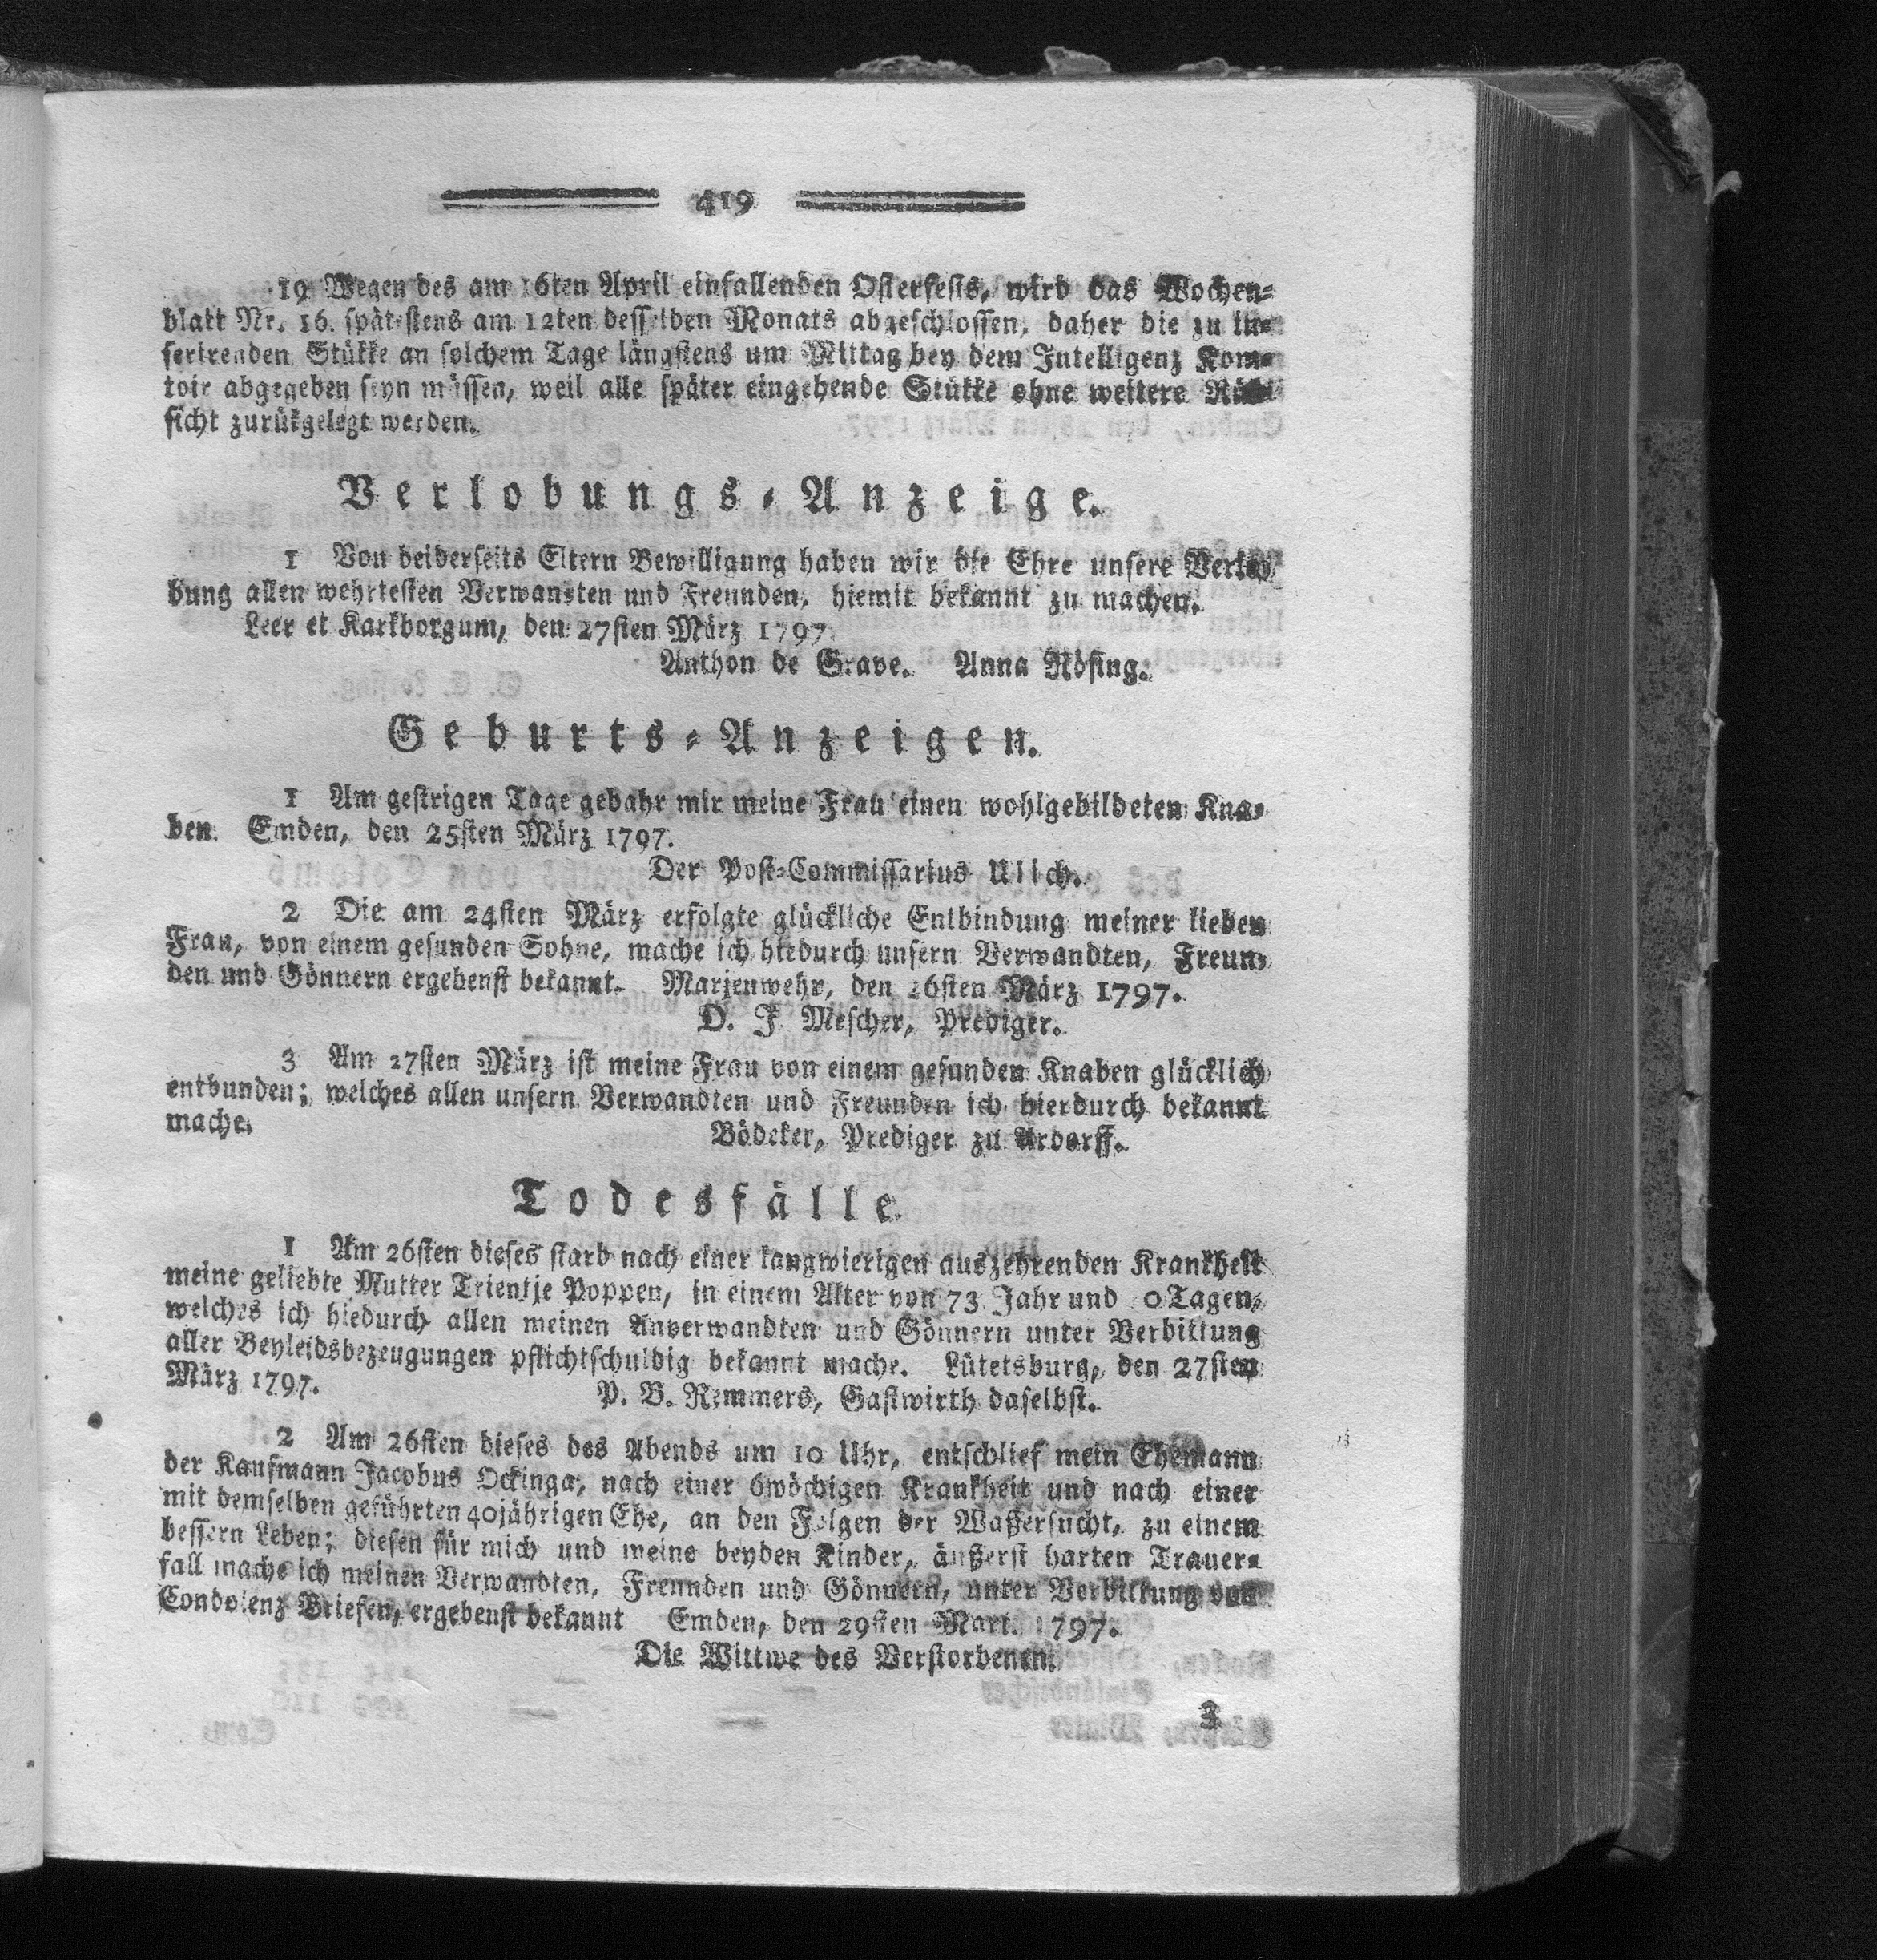 419
19 Wegen des am 16ten April einfallenden Osterfests, wird das Wochen-
blatt Nr. 16. spätestens am 12ten desselben Monats abgeschlossen, daher die zu in-
serirenden Stükke an solchem Tage längstens um Mittag bey dem Intelligenz Kom-
toir abgegeben seyn müssen, weil alle später eingehende Stükke ohne weitere Rük-
sicht zurükgelegt werden.
Verlobungs-Anzeige.
1 Von beiderseits Eltern Bewilligung haben wir die Ehre unsere Verlo-
bung allen wehrtesten Verwandten und Freunden, hiemit bekannt zu machen.
Leer et Karkborgum, den 27sten März 1797.
Anthon de Grave. Anna Rösing.
Geburts-Anzeigen.
1 Am gestrigen Tage gebahr mir meine Frau einen wohlgebildeten Kna-
ben. Emden, den 25sten März 1797.
Der Post-Commissarius Ulich.
2 Die am 24sten März erfolgte glückliche Entbindung meiner lieben
Frau, von einem gesunden Sohne, mache ich hiedurch unsern Verwandten, Freun-
den und Gönnern ergebenst bekannt. Marjenwehr, den 26sten März 1797.
D. J. Mescher, Prediger.
3 Am 27sten März ist meine Frau von einem gesunden Knaben glücklich
entbunden; welches allen unsern Verwandten und Freunden ich hierdurch bekannt
mache. Bödeker, Prediger zu Ardorff.
Todesfälle.
1 Am 26sten dieses starb nach einer langwierigen auszehrenden Krankheit
meine geliebte Mutter Trientje Poppen, in einem Alter von 73 Jahr und 0 Tagen,
welches ich hiedurch allen meinen Anverwandten und Gönnern unter Verbittung
aller Beyleidsbezeugungen pflichtschuldig bekannt mache. Lütetsburg, den 27sten
März 1797. P. B. Remmers, Gastwirth daselbst.
2 Am 26sten dieses des Abends um 10 Uhr, entschlief mein Ehemann
der Kaufmann Jacobus Ockinga, nach einer 6wöchigen Krankheit und nach einer
mit demselben geführten 40jährigen Ehe, an den Folgen der Waßersucht, zu einem
bessern Leben; diesen für mich und meine beyden Kinder, äußerst harten Trauer-
fall mache ich meinen Verwandten, Freunden und Gönnern, unter Verbittung von
Condolenz Briefen, ergebenst bekannt Emden, den 29sten Mart. 1797.
Die Wittwe des Verstorbenen.
3